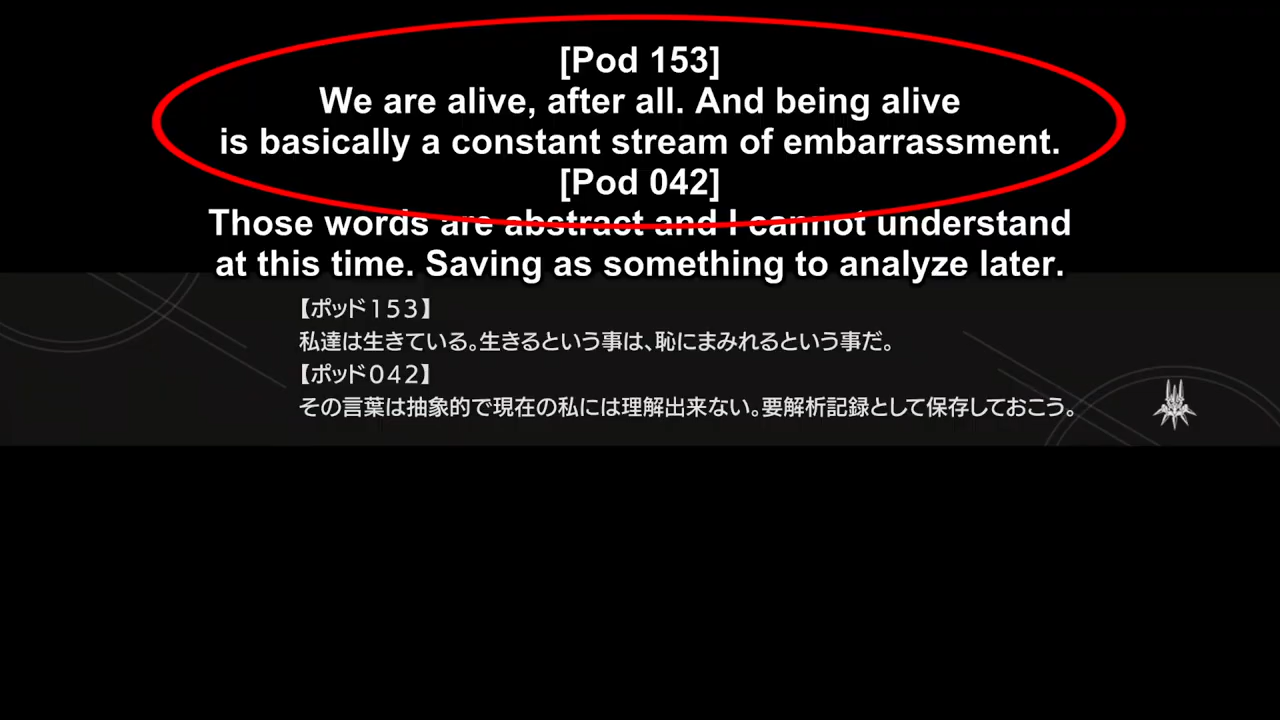 [Pod 153]
We are alive, after all. And being alive
is basically a constant stream of embarrassment.
[Pod 042]
Those words are abstract and I cannot understand
at this time. Saving as something to analyze later.
【ポッド153】
私達は生きている。生きるという事は、恥にまみれるという事だ。
【ポッド042】
その言葉は抽象的で現在の私には理解出来ない。要解析記録として保存しておこう。